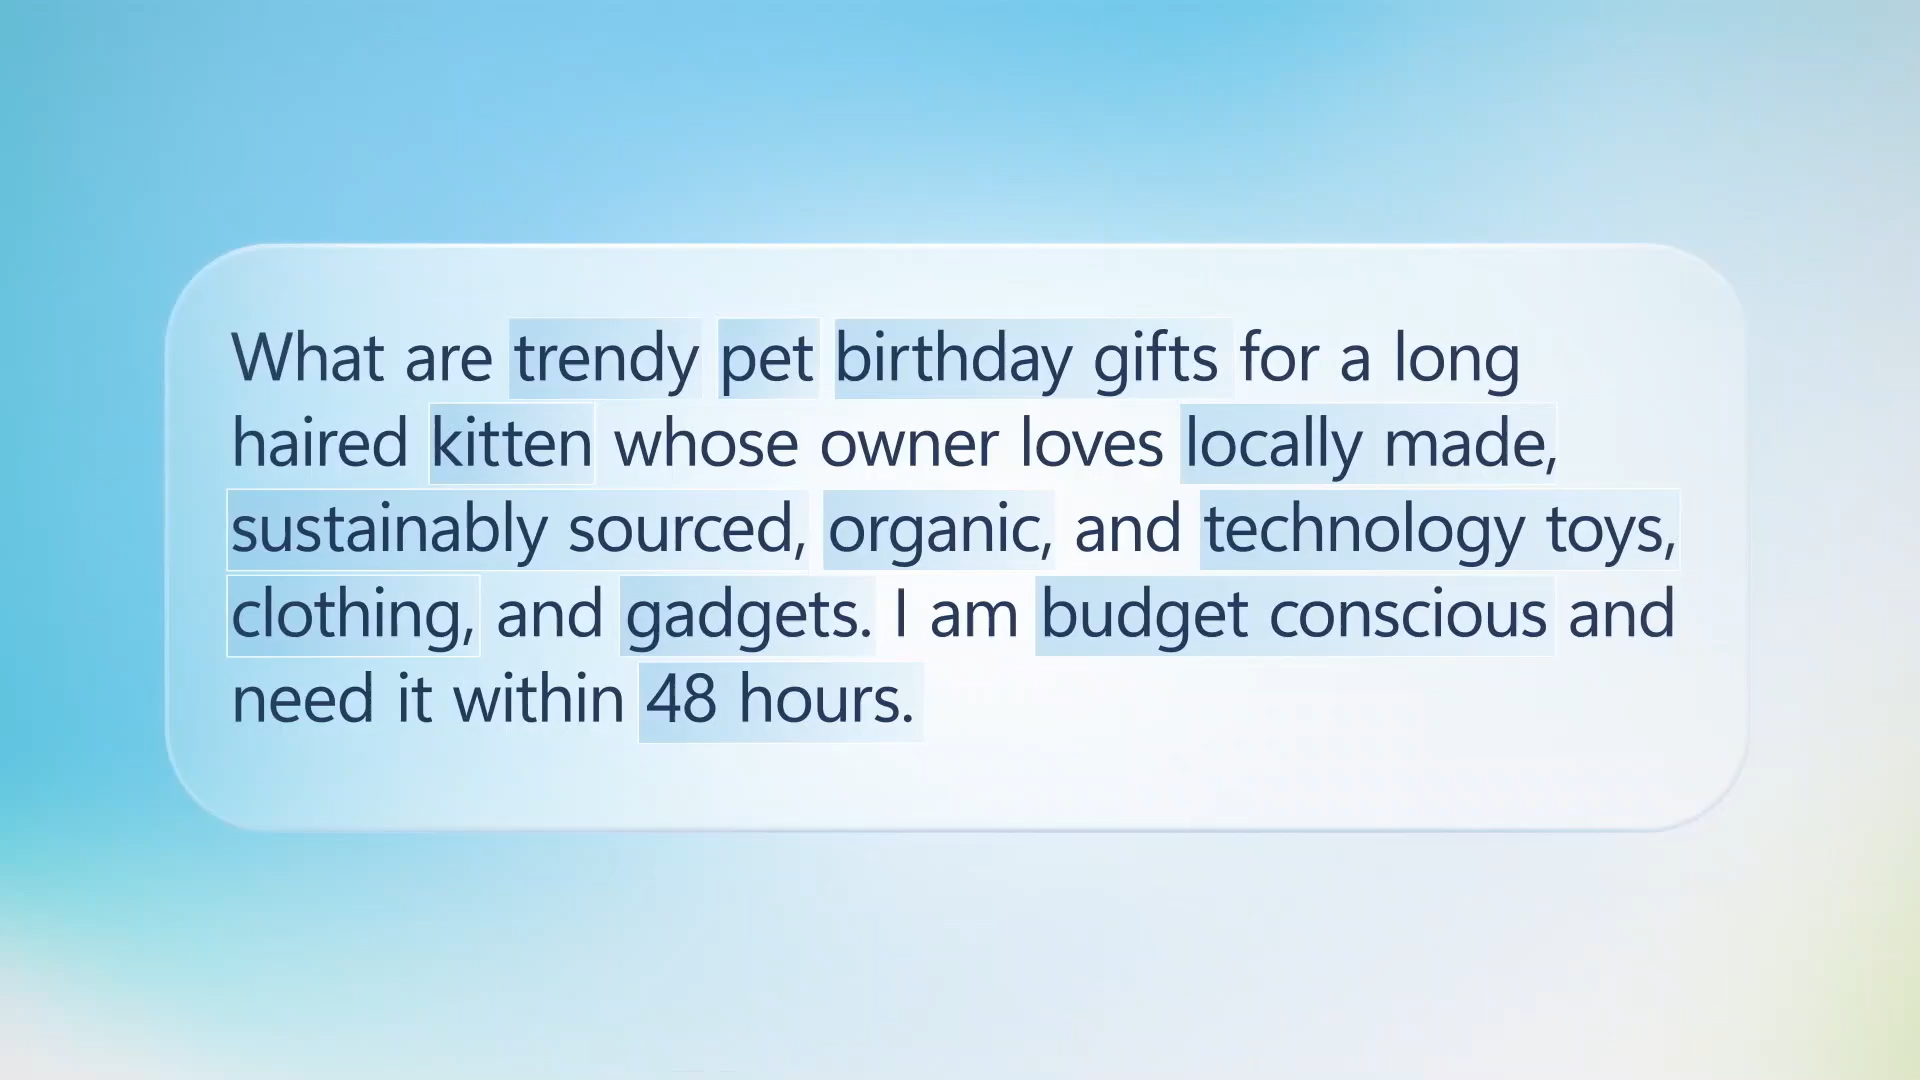 What are trendy pet birthday gifts for a long
haired kitten whose owner loves locally made,
sustainably sourced, organic, and technology toys,
clothing, and gadgets. I am budget conscious and
need it within 48 hours.